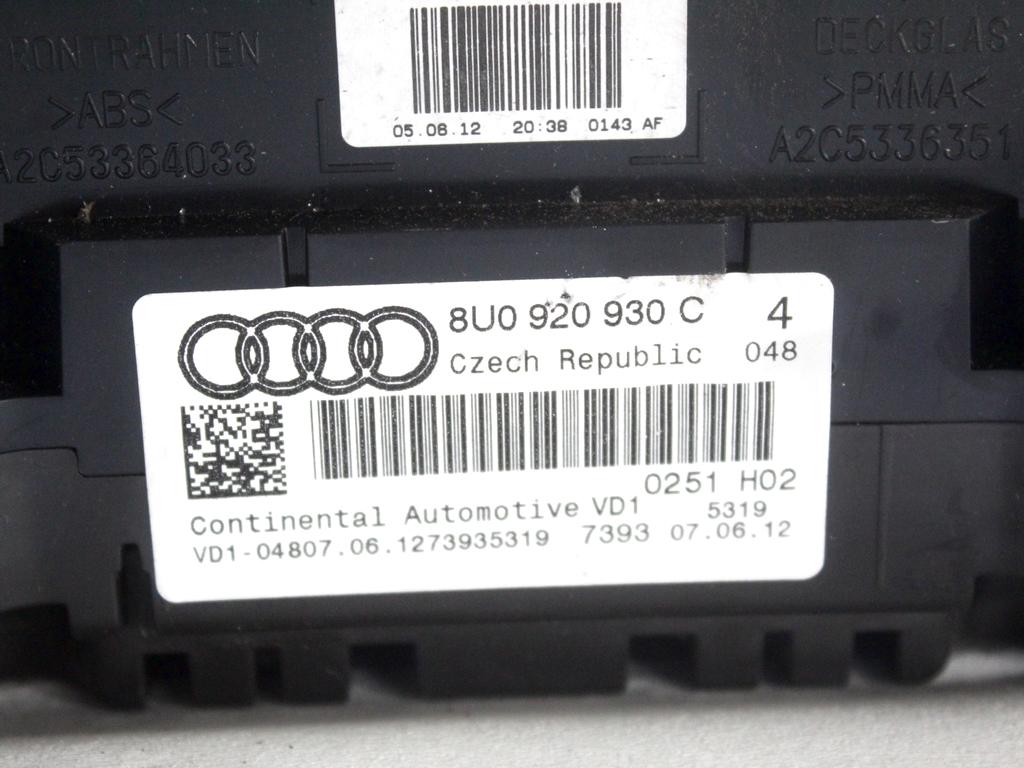 RONTRAHMEN
>ABS<
A2C53364033
05.06.12 20:38 0143 AF
DECKGLAS
>PMMA<
A2C5336351
8U0 920 930 C 4
Czech Republic 048
0251 H02
Continental Automotive VD1 5319
VD1-04807.06.1273935319 7393 07.06.12